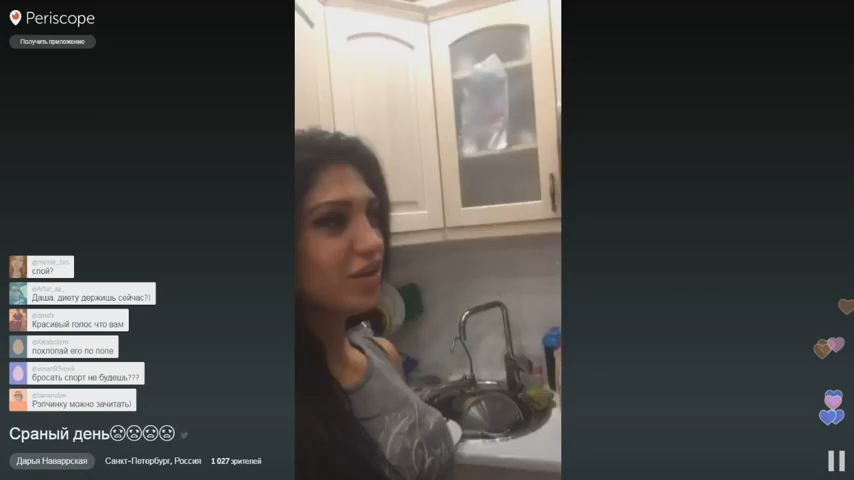 Periscope
Получить приложение
спой?
Даша, диету держишь сейчас?)
Красивый голос что вам
похлопай его по попе
бросать спорт не будешь???
Рэпчинку можно зачитать)
Сраный день
Дарья Наваррская Санкт-Петербург, Россия 1 027 зрителей